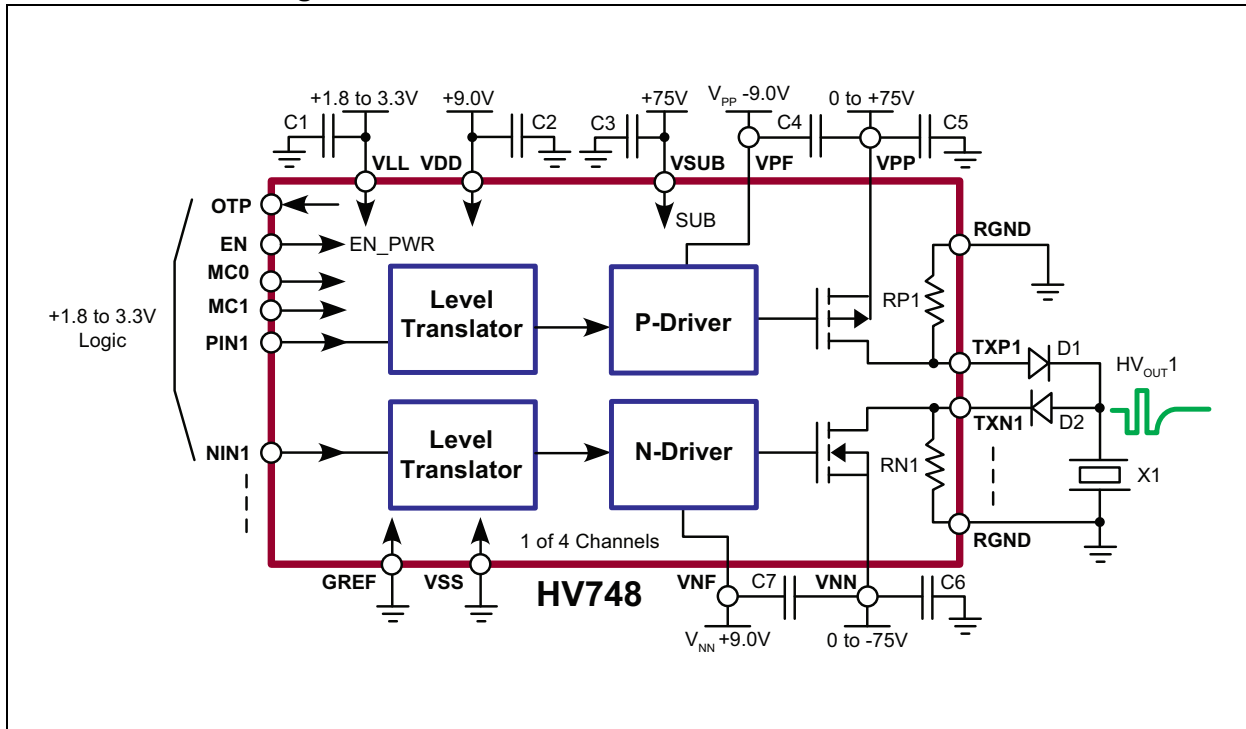 +1.8 to 3.3V
+9.0V
+75V
VPP -9.0V
0 to +75V
C1
C2
C3
C4
C5
VLL
VDD
VSUB
VPF
VPP
OTP
SUB
RGND
EN
EN_PWR
MC0
MC1
+1.8 to 3.3V
Logic
PIN1
Level
Translator
P-Driver
RP1
TXP1
D1
HVOUT1
TXN1
D2
NIN1
Level
Translator
N-Driver
RN1
X1
1 of 4 Channels
RGND
GREF
VSS
HV748
VNF
C7
VNN
C6
VNN +9.0V
0 to -75V